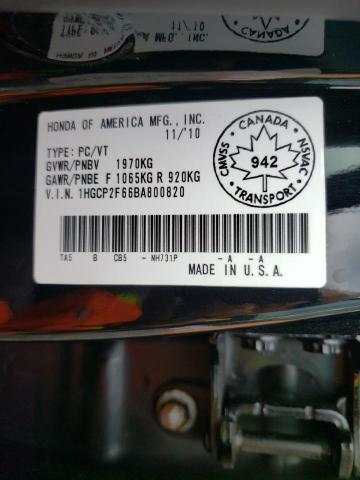 HONDA OF AMERICA MFG., INC.
11/'10
TYPE: PC/VT
GVWR/PNBV 1970KG
GAWR/PNBE F 1065KG R 920KG
V.I.N. 1HGCP2F66BA800820
CANADA
CMVSS
942
NSVAC
TRANSPORT
TA5 B CB5 - NH731P - A - A
MADE IN U.S.A.